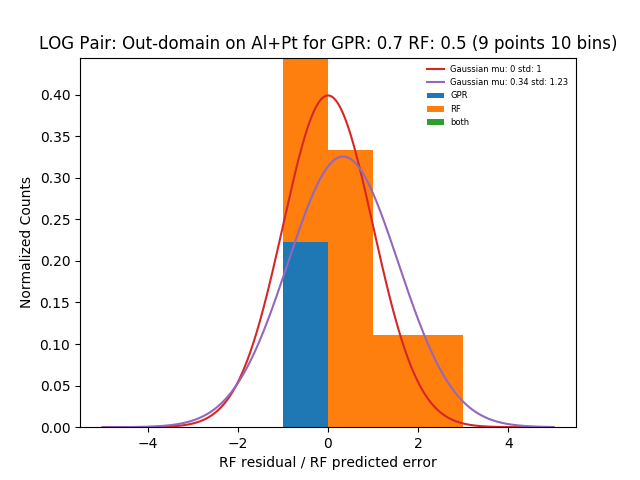 LOG Pair: Out-domain on Al+Pt for GPR: 0.7 RF: 0.5 (9 points 10 bins)
Gaussian mu: 0 std: 1
Gaussian mu: 0.34 std: 1.23
GPR
RF
both
Normalized Counts
0.40
0.35
0.30
0.25
0.20
0.15
0.10
0.05
0.00
−4 −2 0 2 4
RF residual / RF predicted error